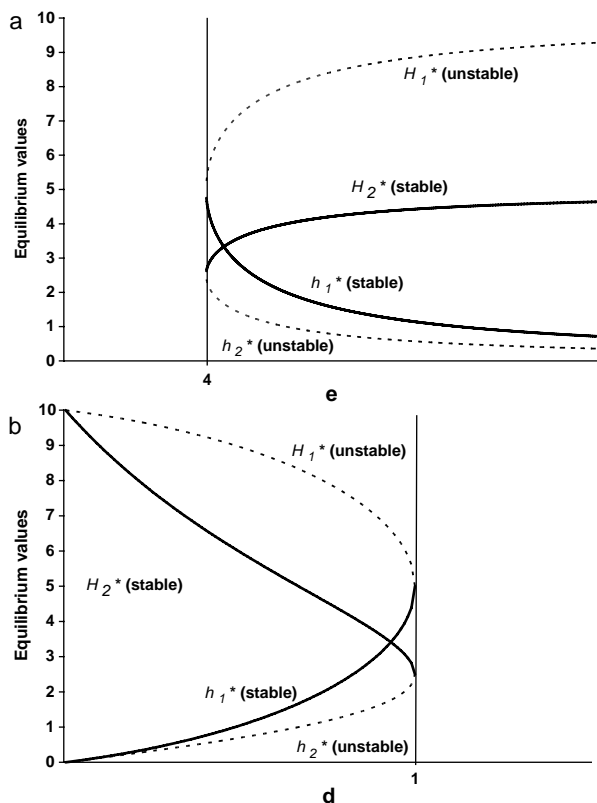 a
Equilibrium values
10
9
8
7
6
5
4
3
2
1
0
H1* (unstable)
H2* (stable)
h1* (stable)
h2* (unstable)
4
e
b
Equilibrium values
10
9
8
7
6
5
4
3
2
1
0
H1* (unstable)
H2* (stable)
h1* (stable)
h2* (unstable)
1
d